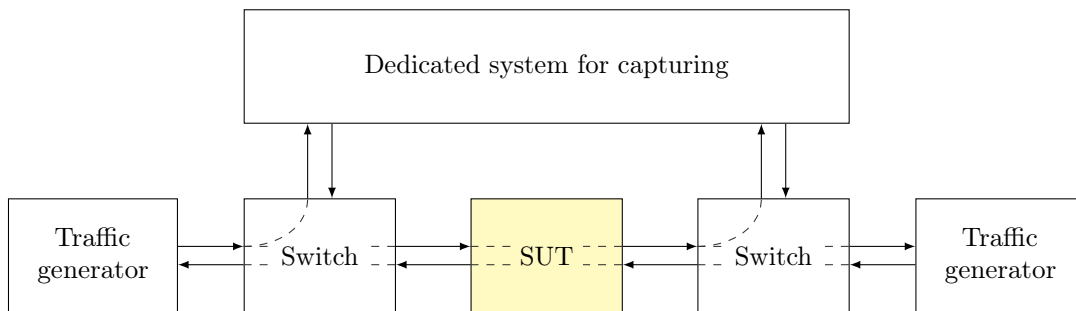 Dedicated system for capturing
Traffic
generator
Switch
SUT
Switch
Traffic
generator